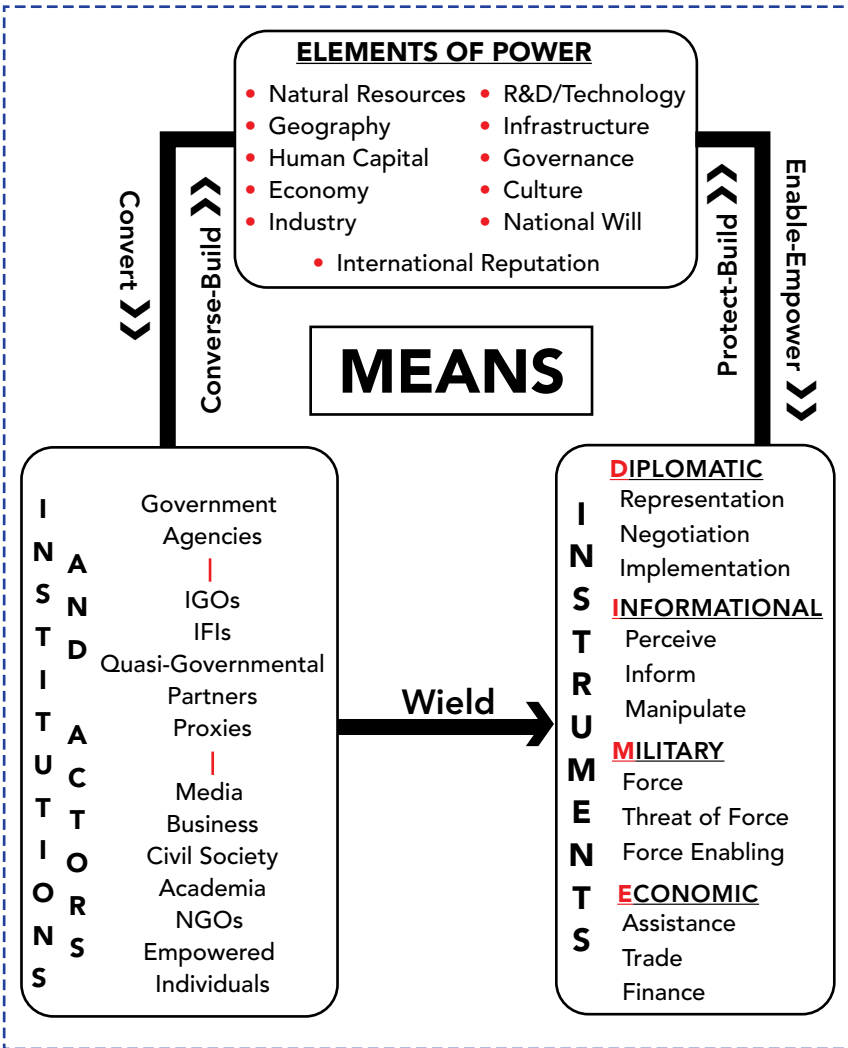 ELEMENTS OF POWER
• Natural Resources
• Geography
• Human Capital
• Economy
• Industry
• R&D/Technology
• Infrastructure
• Governance
• Culture
• National Will
• International Reputation
Convert
Converse-Build
Protect-Build
Enable-Empower
MEANS
INSTITUTIONS
AND ACTORS
Government
Agencies
IGOs
IFIs
Quasi-Governmental
Partners
Proxies
Media
Business
Civil Society
Academia
NGOs
Empowered
Individuals
Wield
INSTRUMENTS
DIPLOMATIC
Representation
Negotiation
Implementation
INFORMATIONAL
Perceive
Inform
Manipulate
MILITARY
Force
Threat of Force
Force Enabling
ECONOMIC
Assistance
Trade
Finance